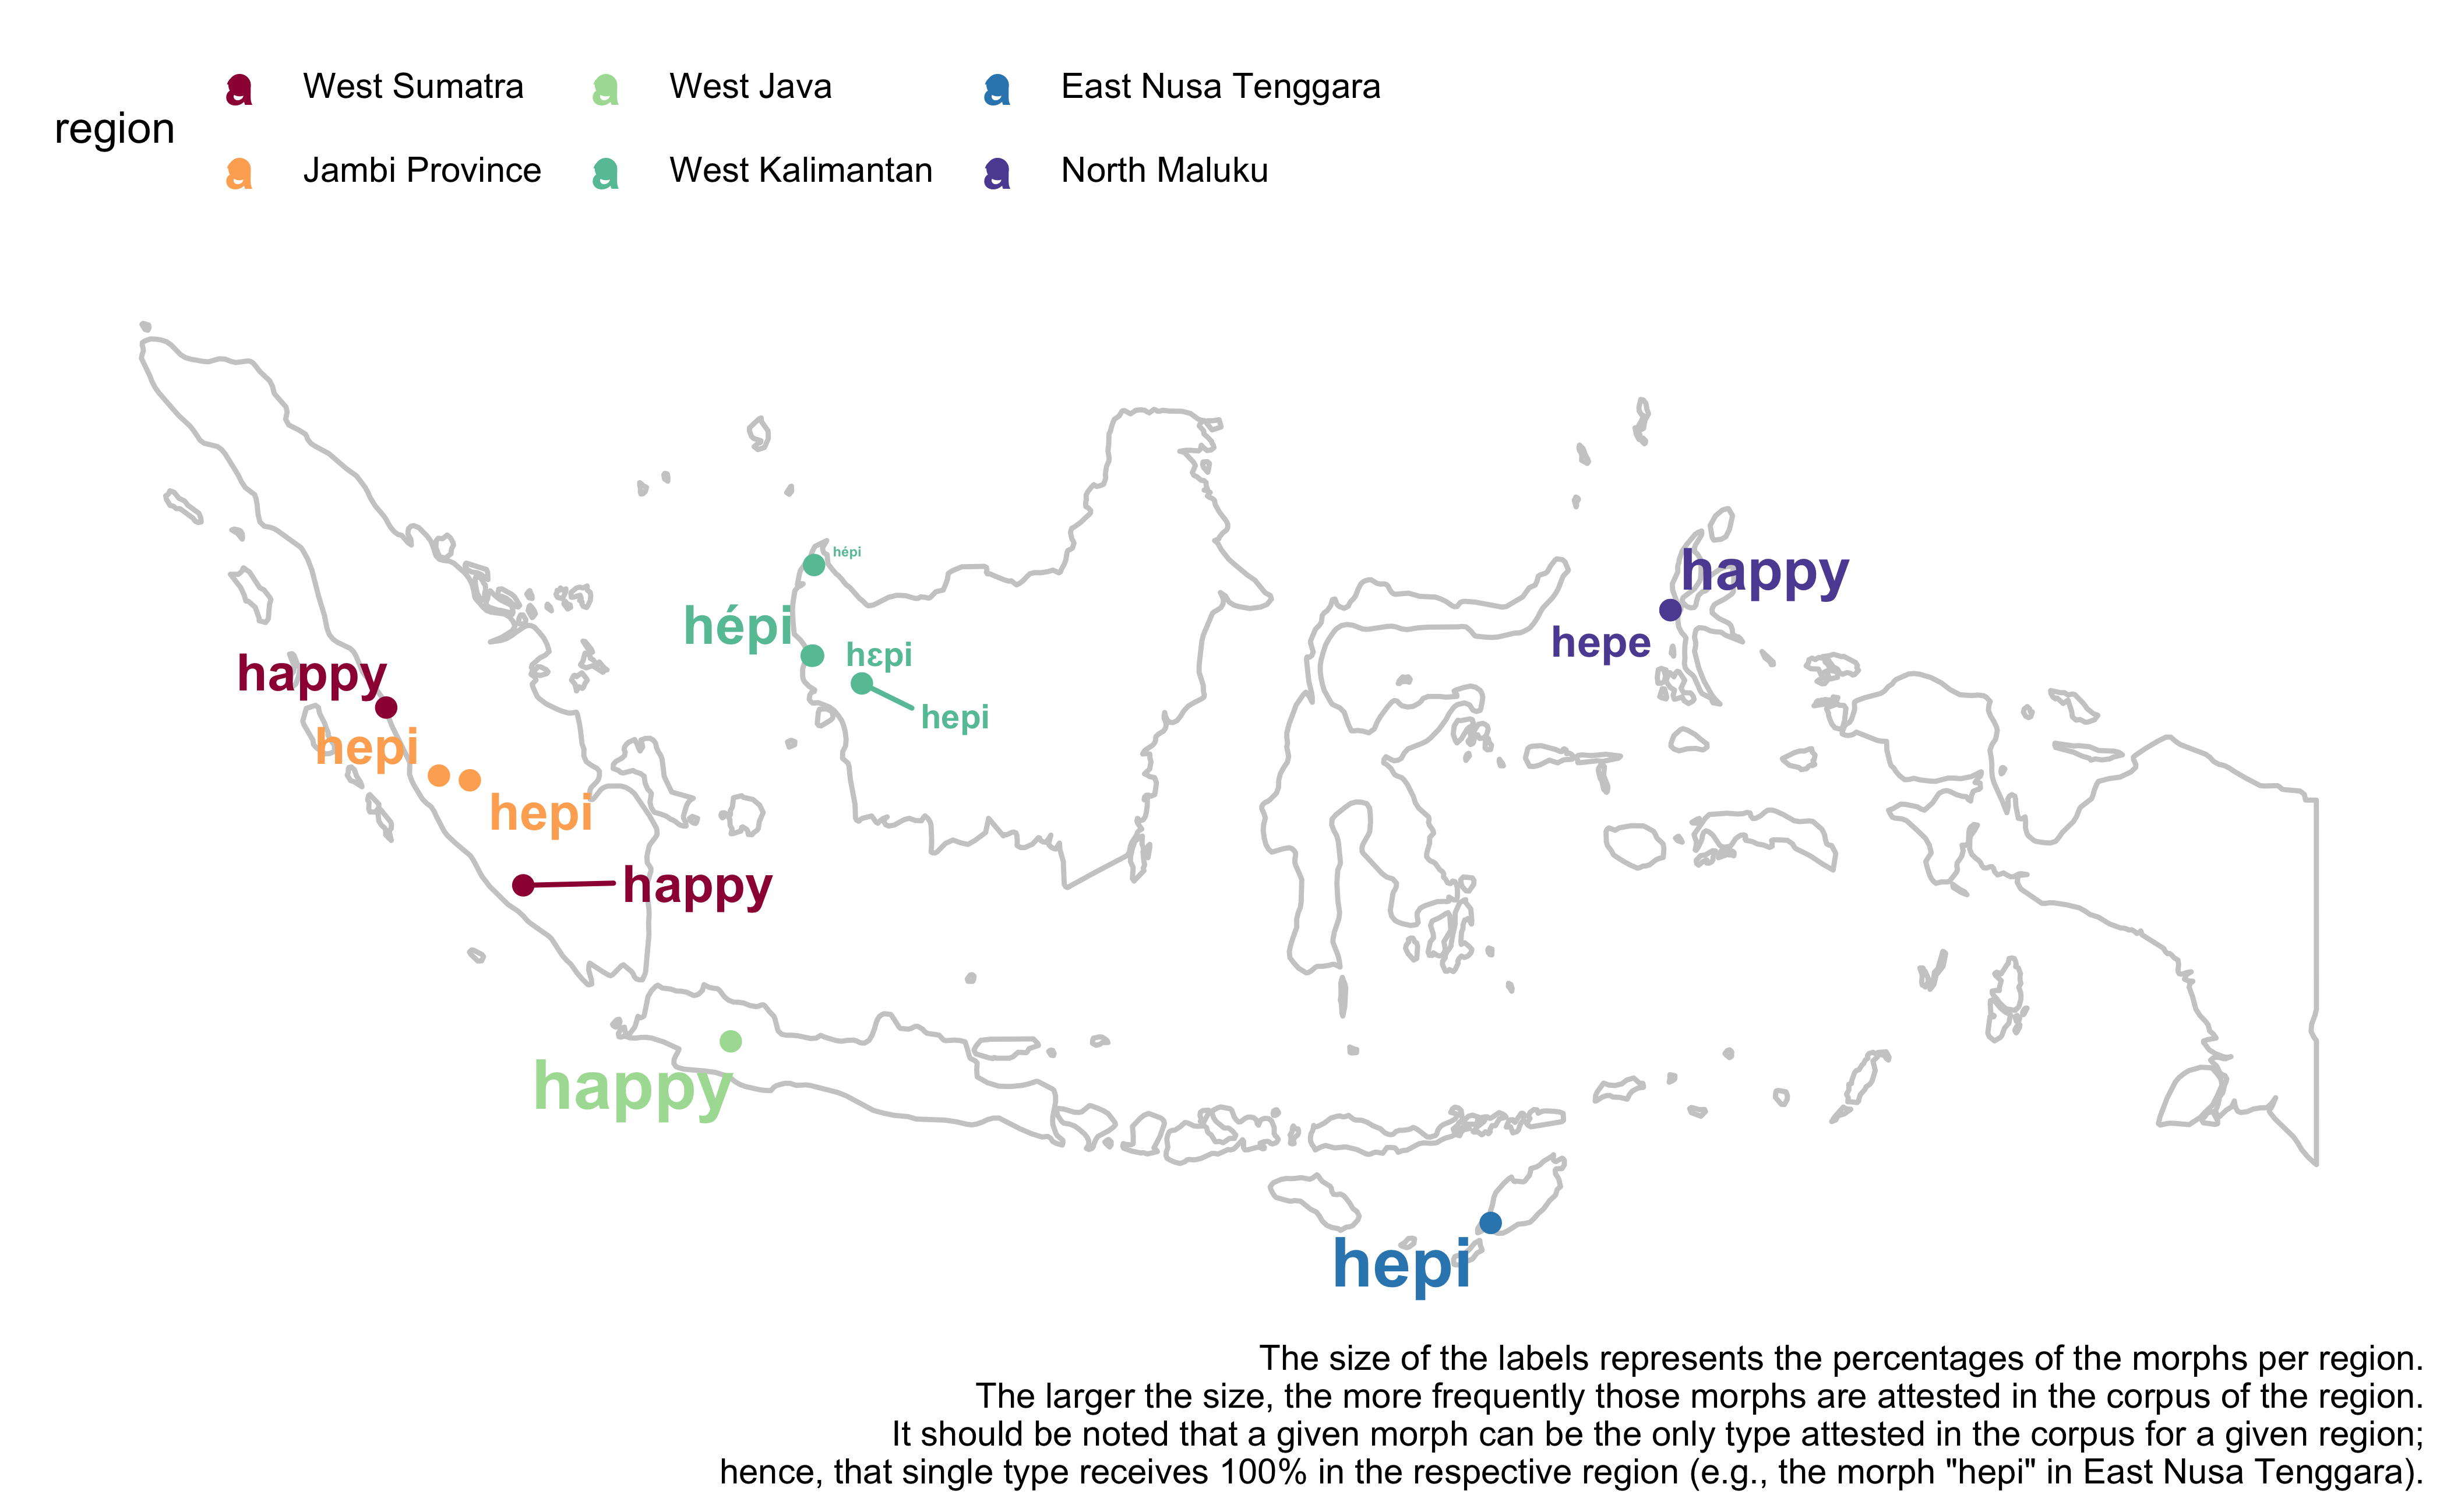 region
a West Sumatra
a West Java
a East Nusa Tenggara
a Jambi Province
a West Kalimantan
a North Maluku
hépi
happy
hépi
hepe
hɛpi
happy
hepi
hepi
hepi
happy
happy
hepi
The size of the labels represents the percentages of the morphs per region.
The larger the size, the more frequently those morphs are attested in the corpus of the region.
It should be noted that a given morph can be the only type attested in the corpus for a given region;
hence, that single type receives 100% in the respective region (e.g., the morph "hepi" in East Nusa Tenggara).